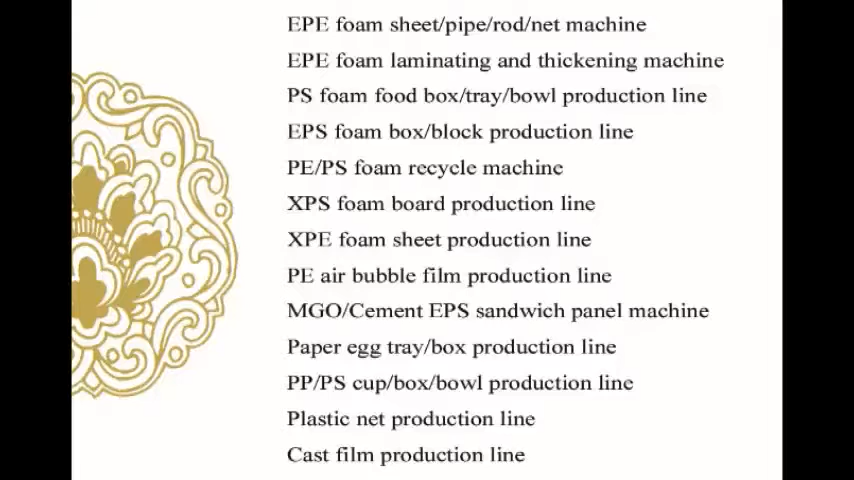 EPE foam sheet/pipe/rod/net machine
EPE foam laminating and thickening machine
PS foam food box/tray/bowl production line
EPS foam box/block production line
PE/PS foam recycle machine
XPS foam board production line
XPE foam sheet production line
PE air bubble film production line
MGO/Cement EPS sandwich panel machine
Paper egg tray/box production line
PP/PS cup/box/bowl production line
Plastic net production line
Cast film production line